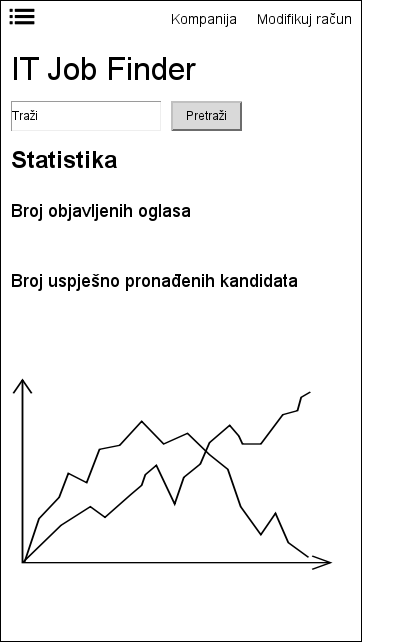 Kompanija Modifikuj račun
IT Job Finder
Traži Pretraži
Statistika
Broj objavljenih oglasa
Broj uspješno pronađenih kandidata